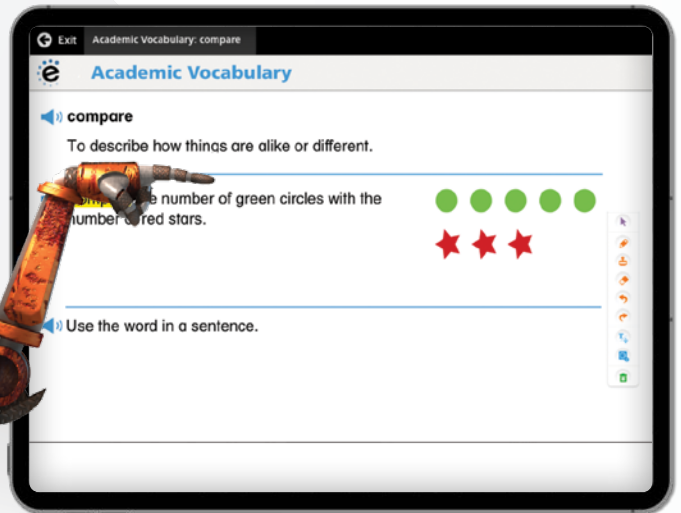 Exit Academic Vocabulary: compare
e Academic Vocabulary
compare
To describe how things are alike or different.
number of green circles with the
red stars.
Use the word in a sentence.